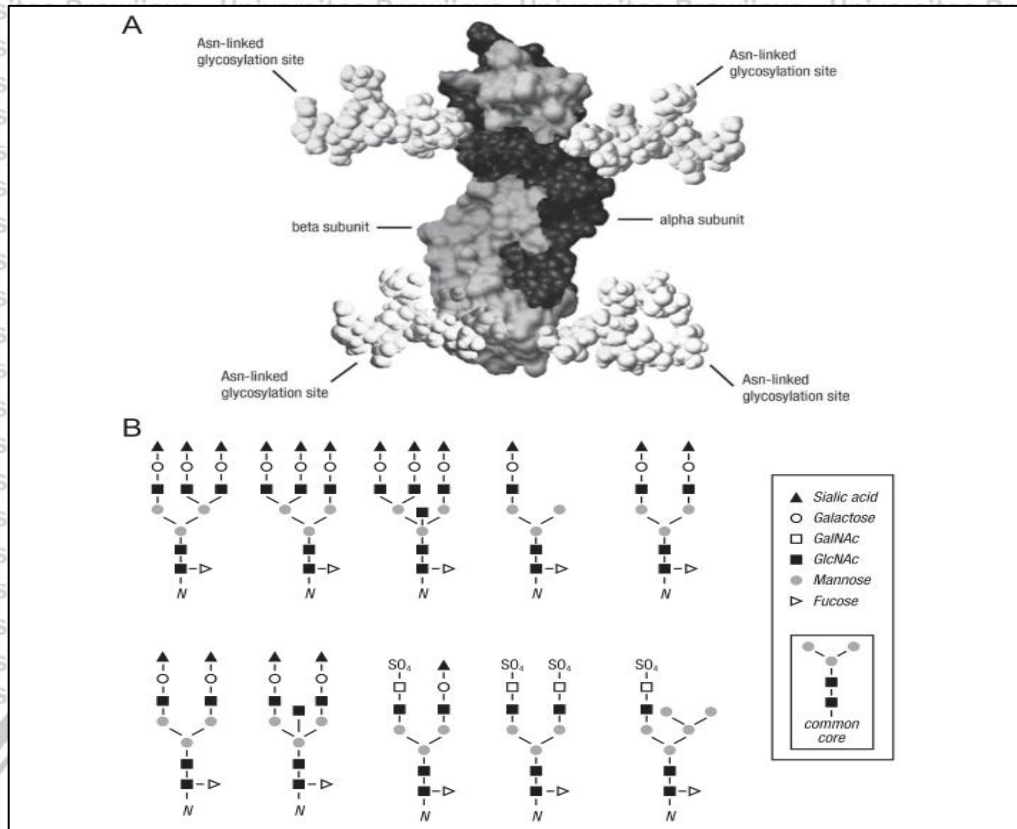 A
Asn-linked
glycosylation site
Asn-linked
glycosylation site
beta subunit
alpha subunit
Asn-linked
glycosylation site
Asn-linked
glycosylation site
B
N
N
N
N
N
SO₄
SO₄ SO₄
SO₄
N
N
N
N
N
Sialic acid
Galactose
GalNAc
GlcNAc
Mannose
Fucose
common
core